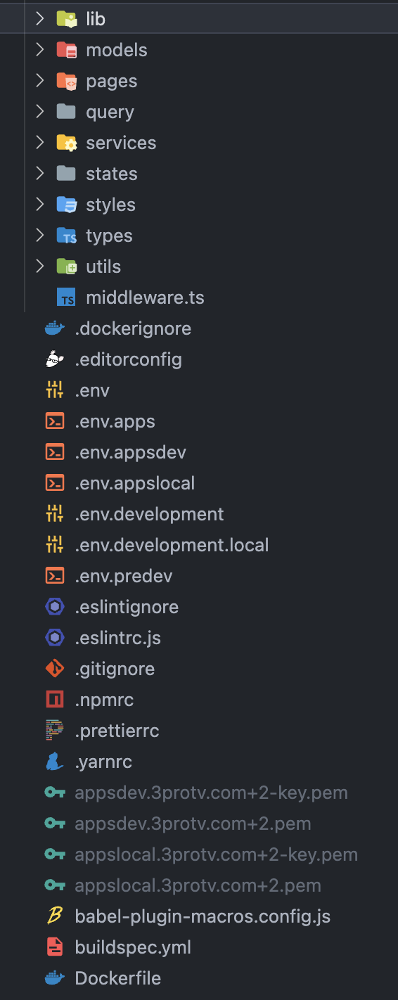 lib
models
pages
query
services
states
styles
types
utils
middleware.ts
.dockerignore
.editorconfig
.env
.env.apps
.env.appsdev
.env.appslocal
.env.development
.env.development.local
.env.predev
.eslintignore
.eslintrc.js
.gitignore
.npmrc
.prettierrc
.yarnrc
appsdev.3protv.com+2-key.pem
appsdev.3protv.com+2.pem
appslocal.3protv.com+2-key.pem
appslocal.3protv.com+2.pem
babel-plugin-macros.config.js
buildspec.yml
Dockerfile